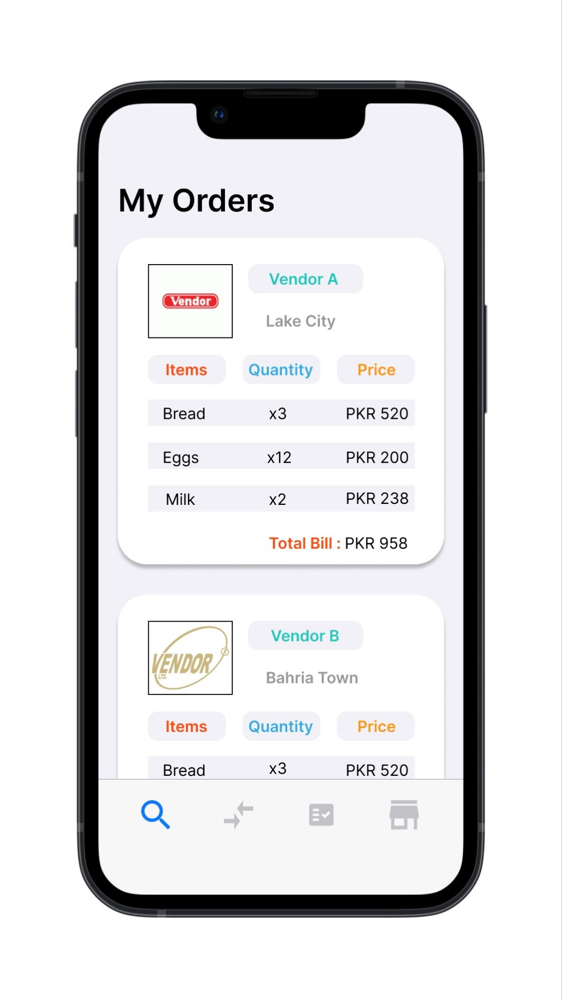 My Orders
Vendor
Vendor A
Lake City
Items Quantity Price
Bread x3 PKR 520
Eggs x12 PKR 200
Milk x2 PKR 238
Total Bill : PKR 958
VENDOR ®
LTD.
Vendor B
Bahria Town
Items Quantity Price
Bread x3 PKR 520